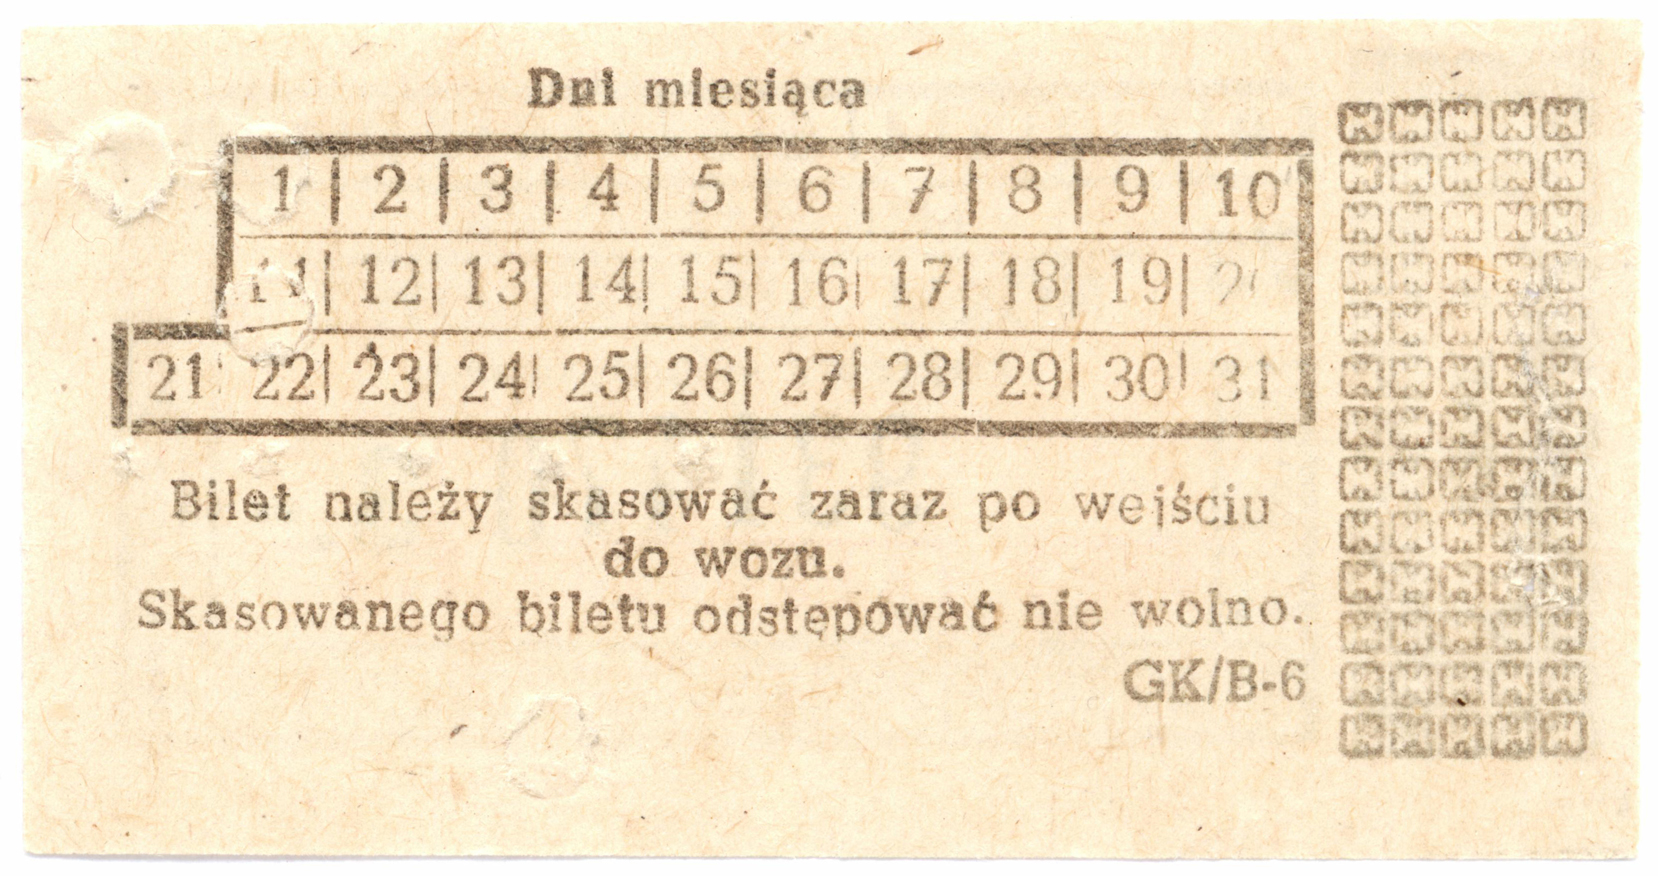 Dni miesiąca
1 | 2 | 3 | 4 | 5 | 6 | 7 | 8 | 9 | 10
11 | 12 | 13 | 14 | 15 | 16 | 17 | 18 | 19 | 20
21 | 22 | 23 | 24 | 25 | 26 | 27 | 28 | 29 | 30 | 31
Bilet należy skasować zaraz po wejściu
do wozu.
Skasowanego biletu odstępować nie wolno.
GK/B-6